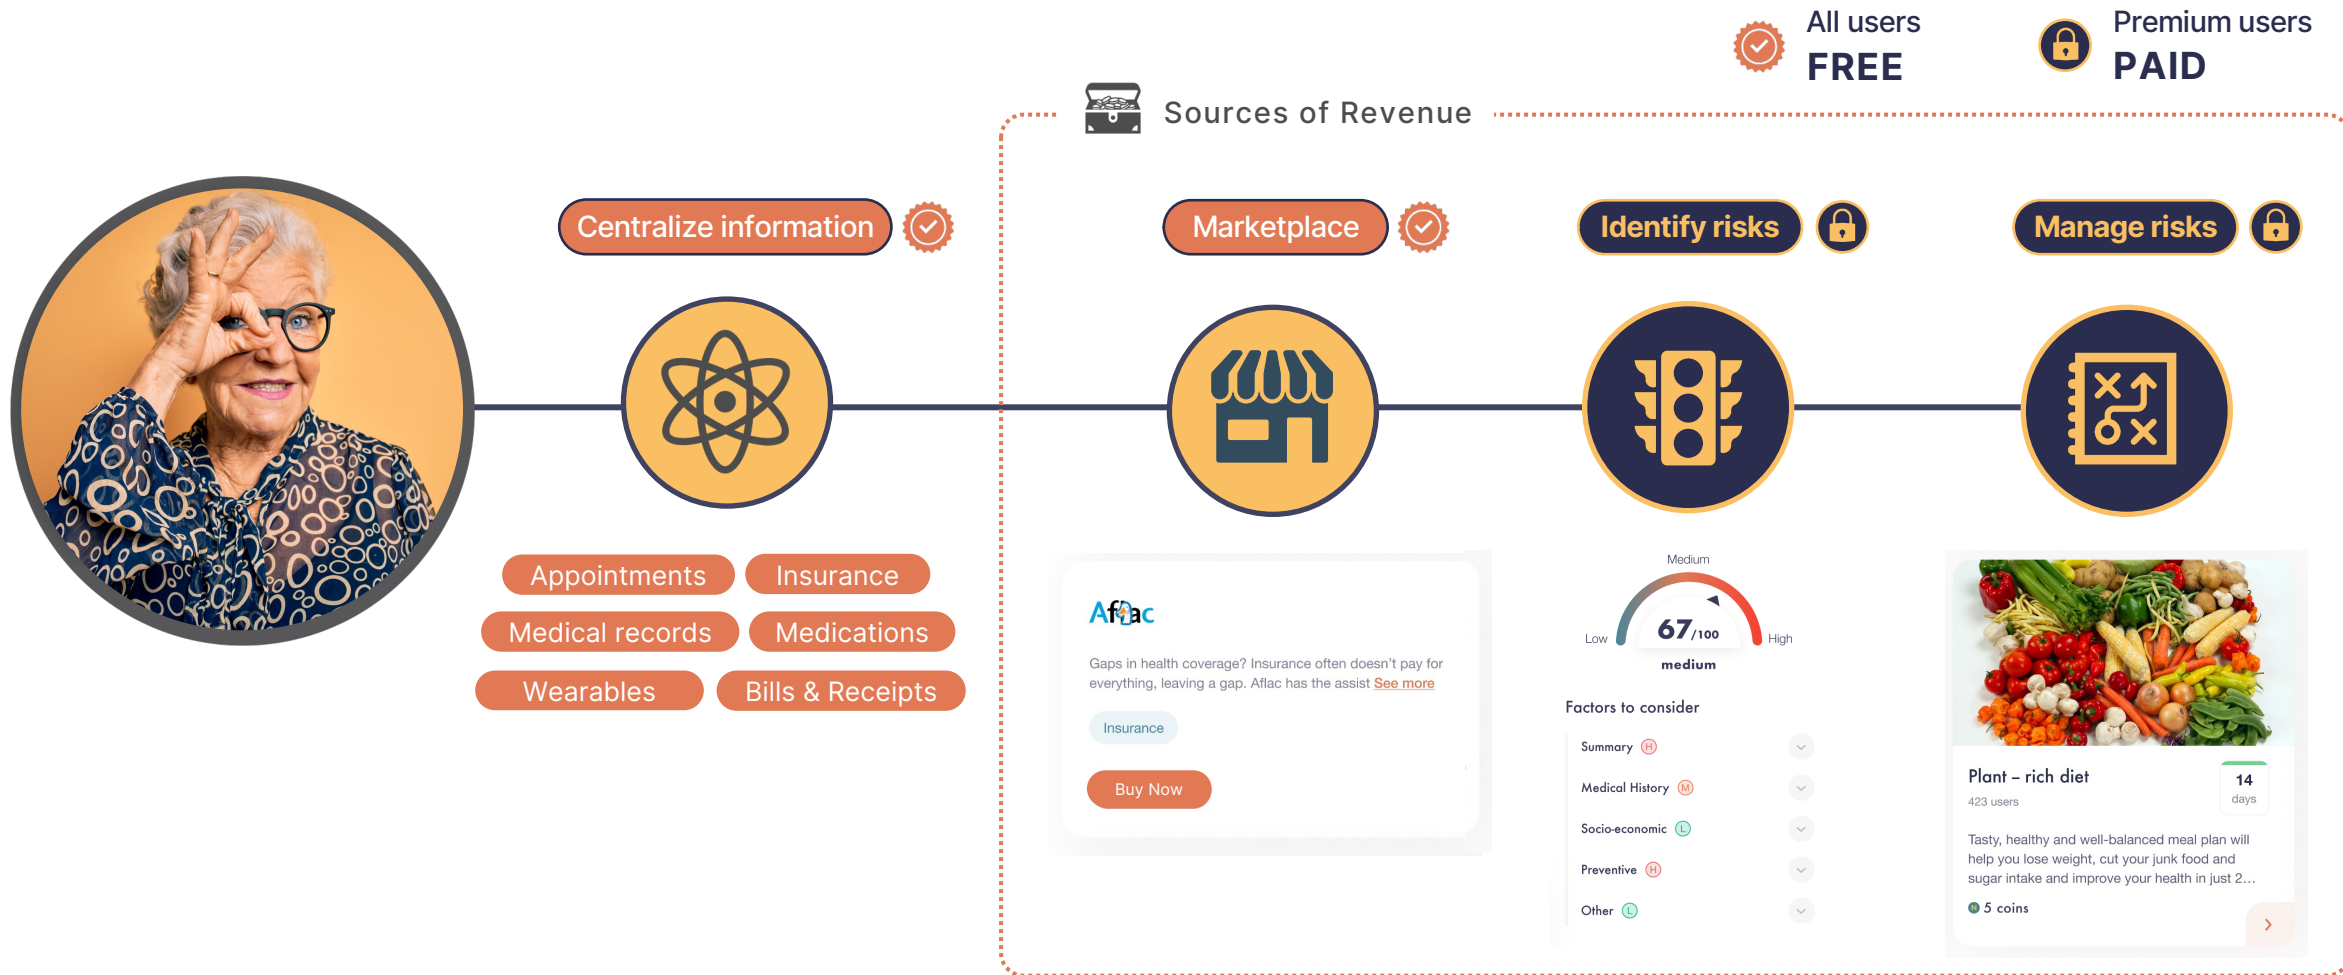 All users
FREE
Premium users
PAID
Sources of Revenue
Centralize information
Marketplace
Identify risks
Manage risks
Appointments
Insurance
Medical records
Medications
Wearables
Bills & Receipts
Aflac
Gaps in health coverage? Insurance often doesn't pay for
everything, leaving a gap. Aflac has the assist See more
Insurance
Buy Now
Medium
Low
67/100
High
medium
Factors to consider
Summary H
Medical History M
Socio-economic L
Preventive H
Other L
Plant – rich diet
423 users
14
days
Tasty, healthy and well-balanced meal plan will
help you lose weight, cut your junk food and
sugar intake and improve your health in just 2...
5 coins